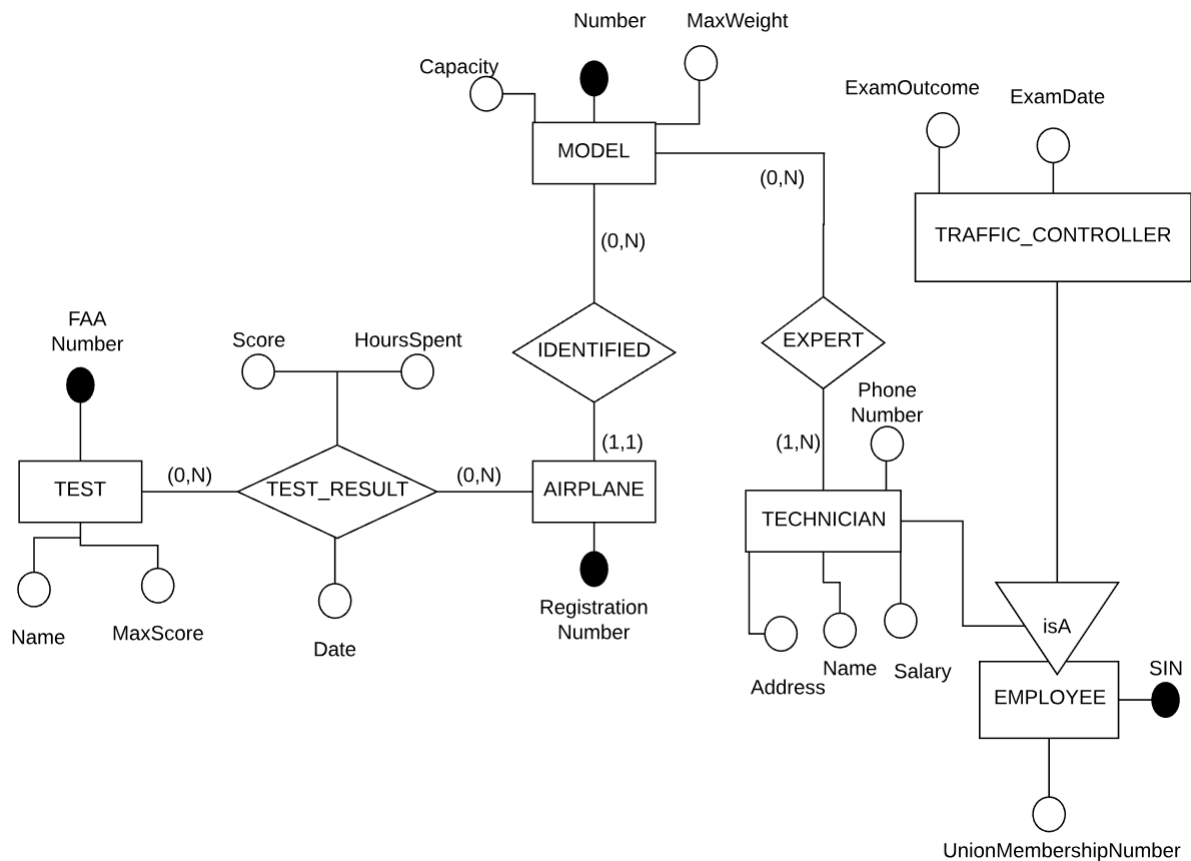 Number
MaxWeight
Capacity
ExamOutcome
ExamDate
MODEL
(0,N)
TRAFFIC_CONTROLLER
(0,N)
FAA
Number
Score
HoursSpent
IDENTIFIED
EXPERT
Phone
Number
(1,1)
(1,N)
(0,N)
(0,N)
TEST
TEST_RESULT
AIRPLANE
TECHNICIAN
Registration
Number
Name
MaxScore
Date
isA
Address
Name
Salary
SIN
EMPLOYEE
UnionMembershipNumber